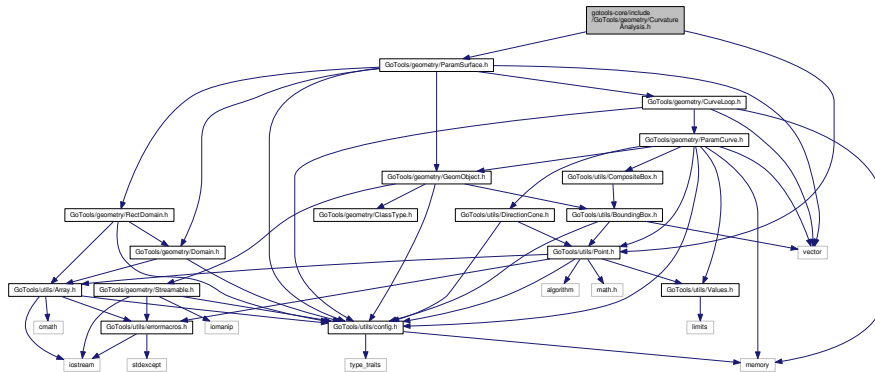 gotools-core/include
/GoTools/geometry/Curvature
Analysis.h
GoTools/geometry/ParamSurface.h
GoTools/geometry/CurveLoop.h
GoTools/geometry/ParamCurve.h
GoTools/geometry/GeomObject.h
GoTools/utils/CompositeBox.h
GoTools/geometry/RectDomain.h
GoTools/geometry/ClassType.h
GoTools/utils/DirectionCone.h
GoTools/utils/BoundingBox.h
GoTools/geometry/Domain.h
GoTools/utils/Point.h
vector
GoTools/utils/Array.h
GoTools/geometry/Streamable.h
algorithm
math.h
GoTools/utils/Values.h
cmath
GoTools/utils/errormacros.h
iomanip
GoTools/utils/config.h
limits
iostream
stdexcept
type_traits
memory